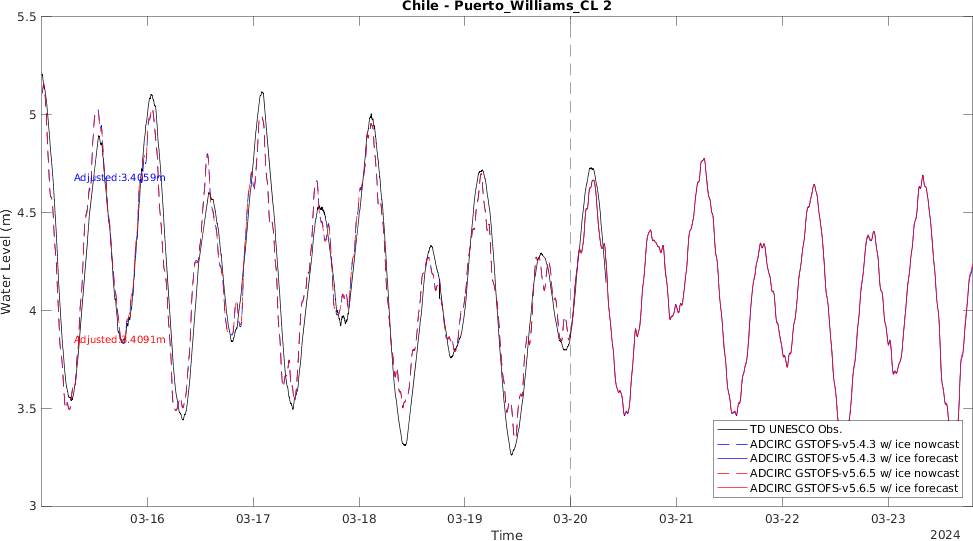 Chile - Puerto_Williams_CL 2
5.5
5
4.5
4
3.5
3
Water Level (m)
Adjusted:3.4059m
Adjusted:3.4091m
TD UNESCO Obs.
ADCIRC GSTOFS-v5.4.3 w/ ice nowcast
ADCIRC GSTOFS-v5.4.3 w/ ice forecast
ADCIRC GSTOFS-v5.6.5 w/ ice nowcast
ADCIRC GSTOFS-v5.6.5 w/ ice forecast
03-16 03-17 03-18 03-19 03-20 03-21 03-22 03-23
Time
2024